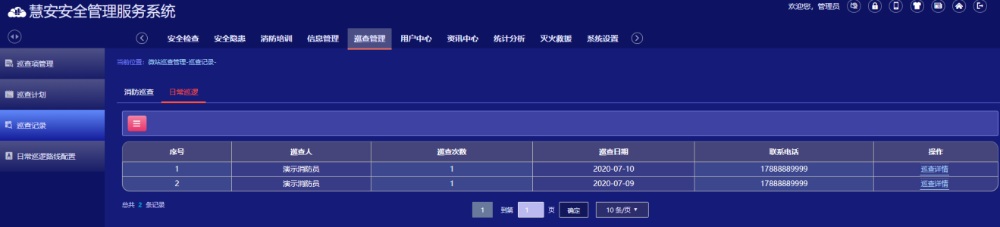 慧安安全管理服务系统
欢迎您，管理员
安全检查 安全隐患 消防培训 信息管理 巡查管理 用户中心 资讯中心 统计分析 灭火救援 系统设置
巡查项管理
巡查计划
巡查记录
日常巡逻路线配置
当前位置：微站巡查管理-巡查记录-
消防巡查 日常巡逻
序号 巡查人 巡查次数 巡查日期 联系电话 操作
1 演示消防员 1 2020-07-10 17888889999 巡查详情
2 演示消防员 1 2020-07-09 17888889999 巡查详情
总共 2 条记录
1 到第 1 页 确定 10 条/页